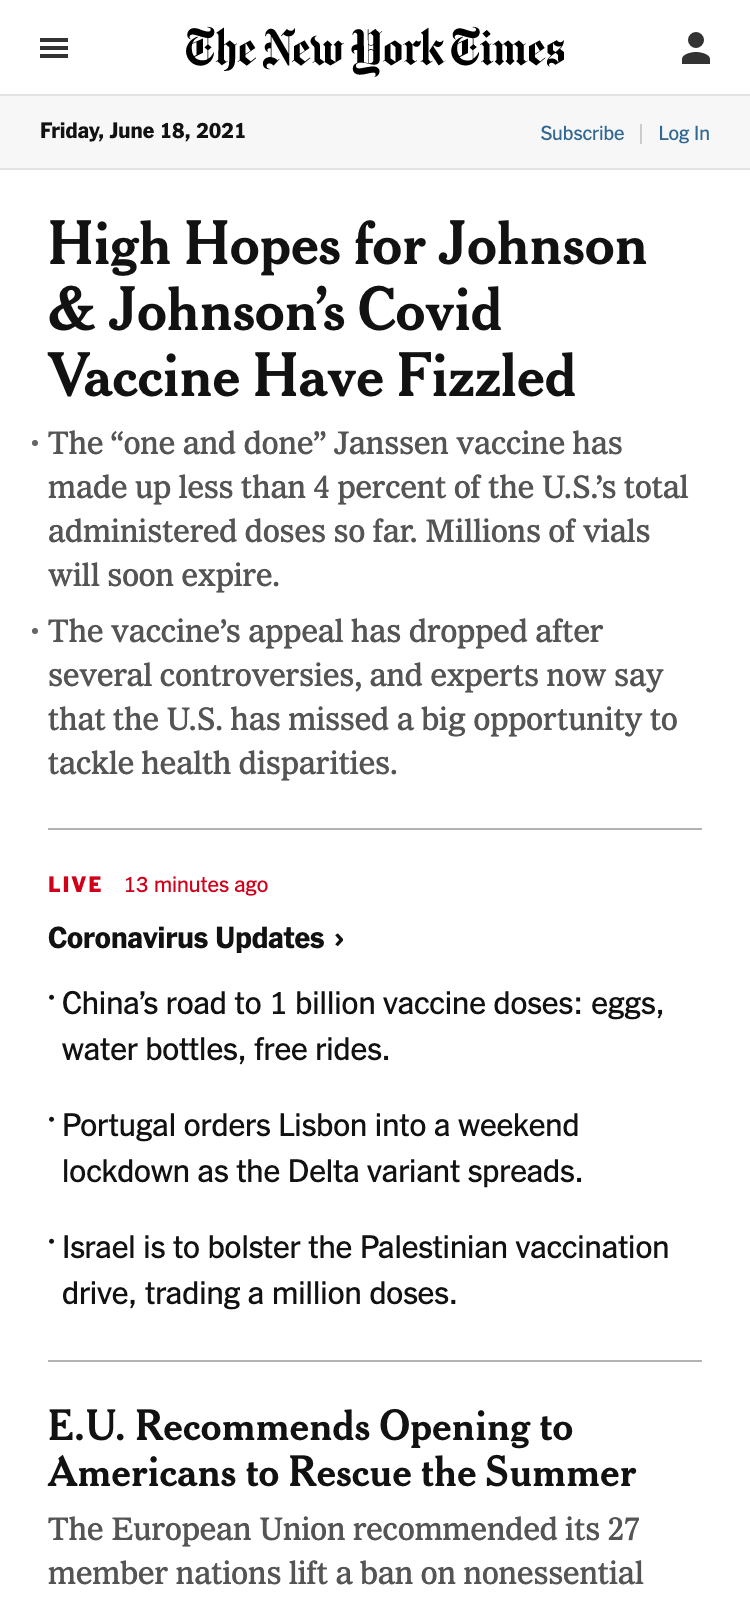 The New York Times
Friday, June 18, 2021
Subscribe | Log In
High Hopes for Johnson
& Johnson’s Covid
Vaccine Have Fizzled
• The “one and done” Janssen vaccine has
made up less than 4 percent of the U.S.’s total
administered doses so far. Millions of vials
will soon expire.
• The vaccine’s appeal has dropped after
several controversies, and experts now say
that the U.S. has missed a big opportunity to
tackle health disparities.
LIVE 13 minutes ago
Coronavirus Updates ›
• China’s road to 1 billion vaccine doses: eggs,
water bottles, free rides.
• Portugal orders Lisbon into a weekend
lockdown as the Delta variant spreads.
• Israel is to bolster the Palestinian vaccination
drive, trading a million doses.
E.U. Recommends Opening to
Americans to Rescue the Summer
The European Union recommended its 27
member nations lift a ban on nonessential